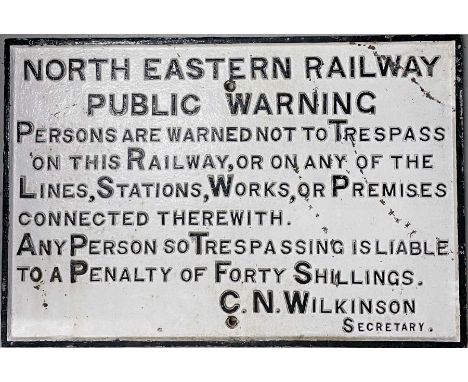 NORTH EASTERN RAILWAY
PUBLIC WARNING
PERSONS ARE WARNED NOT TO TRESPASS
ON THIS RAILWAY, OR ON ANY OF THE
LINES, STATIONS, WORKS, OR PREMISES
CONNECTED THEREWITH.
ANY PERSON SO TRESPASSING IS LIABLE
TO A PENALTY OF FORTY SHILLINGS.
C. N. WILKINSON
SECRETARY.